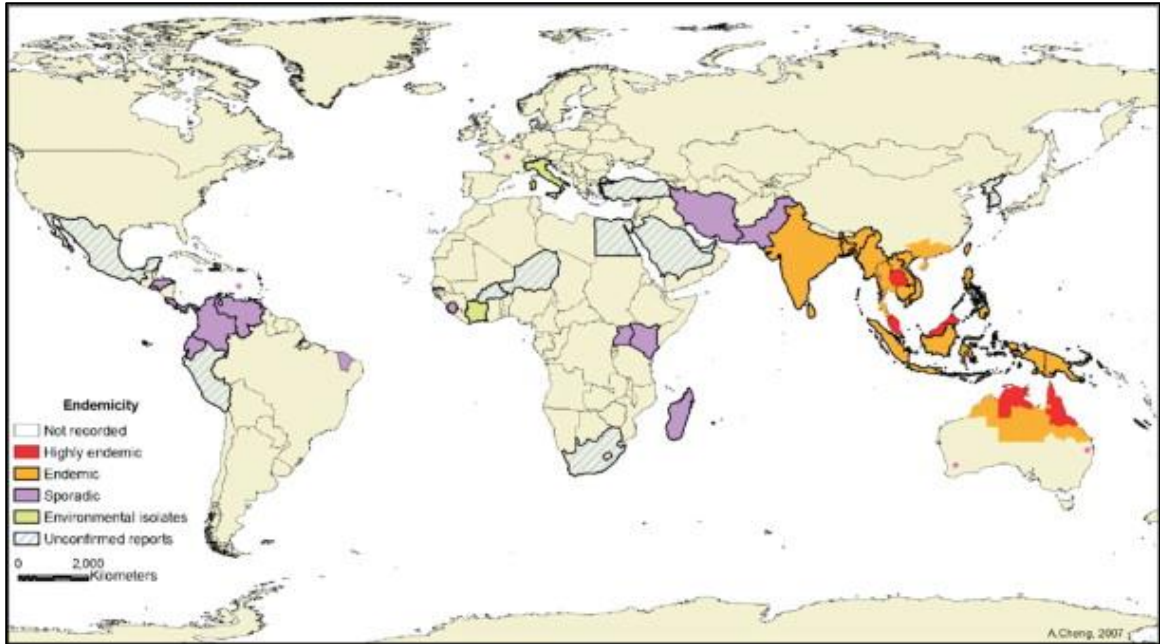 Endemicity
Not recorded
Highly endemic
Endemic
Sporadic
Environmental isolates
Unconfirmed reports
0 2,000
Kilometers
A.Cheng, 2007